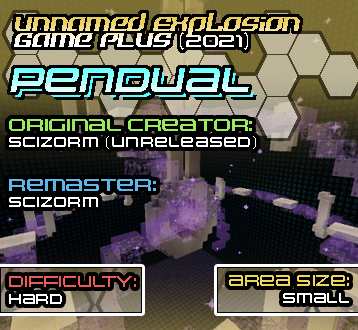 UNNAMED EXPLOSION
GAME PLUS (2021)
PENDUAL
ORIGINAL CREATOR:
SCIZORM (UNRELEASED)
REMASTER:
SCIZORM
DIFFICULTY:
HARD
AREA SIZE:
SMALL